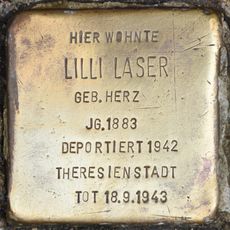 HIER WOHNTE
LILLI LASER
GEB. HERZ
JG. 1883
DEPORTIERT 1942
THERESIENSTADT
TOT 18.9.1943